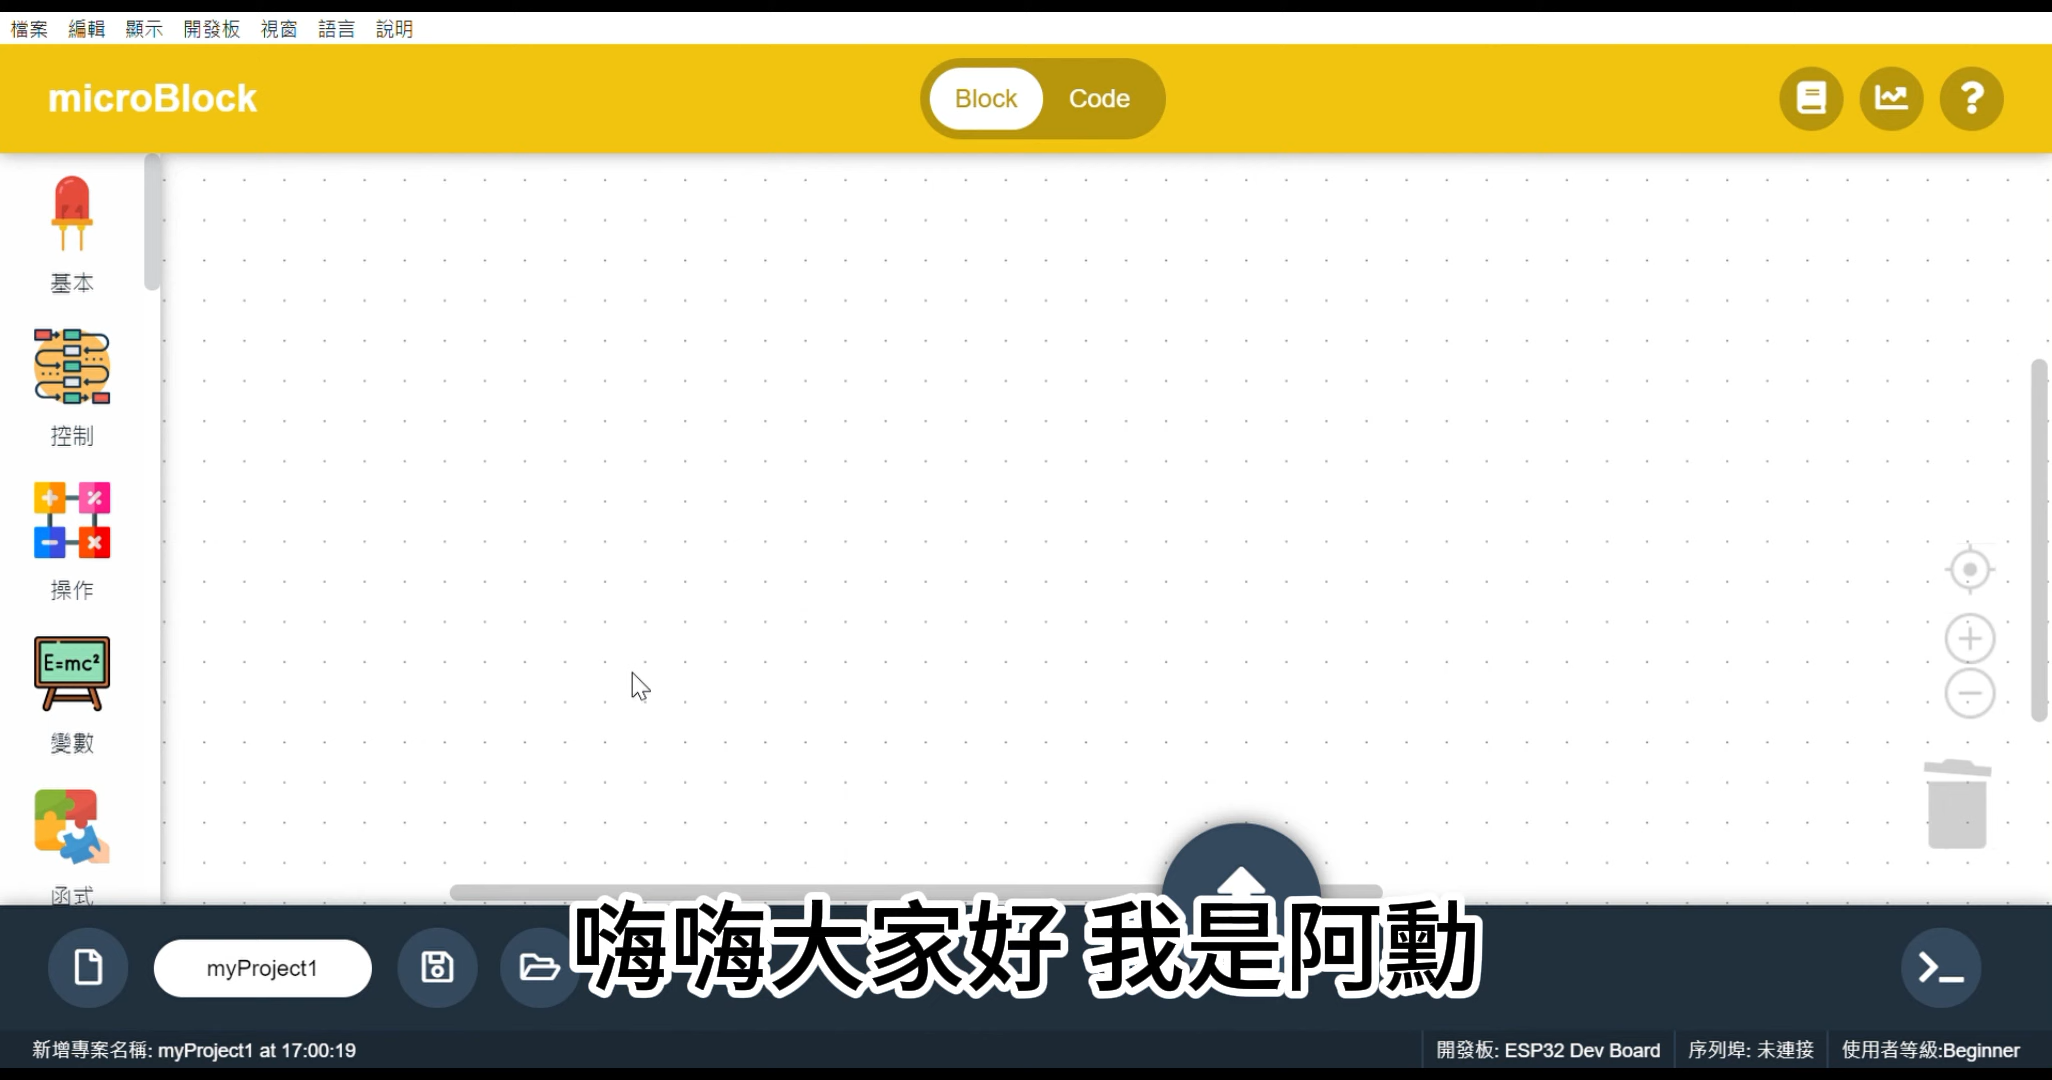 檔案 編輯 顯示 開發板 視窗 語言 說明
microBlock
Block Code
基本
控制
操作
E=mc²
變數
函式
嗨嗨大家好 我是阿勳
myProject1
新增專案名稱: myProject1 at 17:00:19
開發板: ESP32 Dev Board 序列埠: 未連接 使用者等級:Beginner